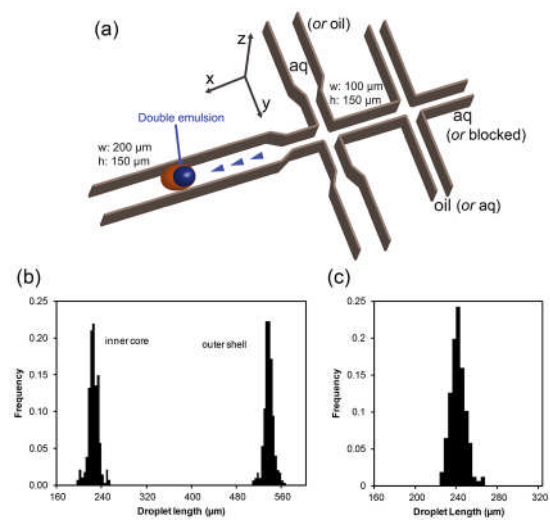 (a)
(or oil)
z
aq
x
y
w: 100 µm
h: 150 µm
Double emulsion
aq
(or blocked)
w: 200 µm
h: 150 µm
oil (or aq)
(b)
(c)
0.25
0.20
0.15
0.10
0.05
0.00
Frequency
inner core
outer shell
160 240 320 400 480 560
Droplet length (µm)
0.25
0.2
0.15
0.1
0.05
0
Frequency
160 200 240 280 320
Droplet length (µm)